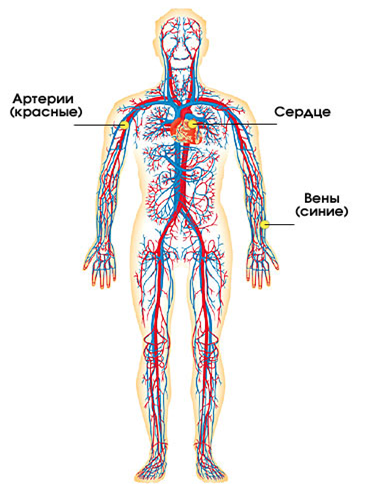 Артерии
(красные)
Сердце
Вены
(синие)